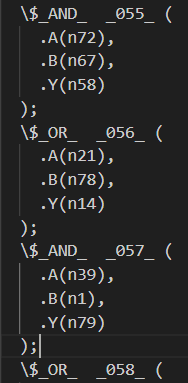 \$_AND_  _055_ (
  .A(n72),
  .B(n67),
  .Y(n58)
);
\$_OR_  _056_ (
  .A(n21),
  .B(n78),
  .Y(n14)
);
\$_AND_  _057_ (
  .A(n39),
  .B(n1),
  .Y(n79)
);
\$_OR_  _058_ (